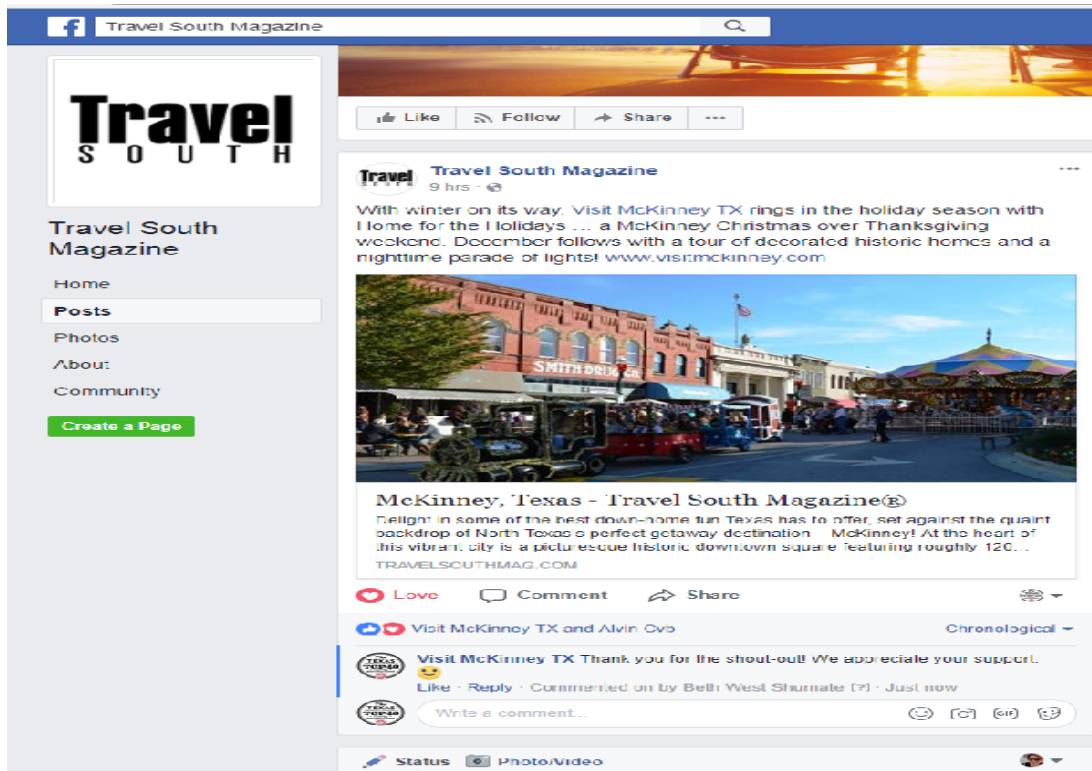 Travel South Magazine
Travel
SOUTH
Travel South
Magazine
Home
Posts
Photos
About
Community
Create a Page
Like
Follow
Share
Travel
SOUTH
Travel South Magazine
9 hrs ·
With winter on its way, Visit McKinney TX rings in the holiday season with
Home for the Holidays ... a McKinney Christmas over Thanksgiving
weekend. December follows with a tour of decorated historic homes and a
nighttime parade of lights! www.visitmckinney.com
SMITH DRUG CO
McKinney, Texas - Travel South Magazine®
Delight in some of the best down-home fun Texas has to offer, set against the quaint
backdrop of North Texas's perfect getaway destination – McKinney! At the heart of
this vibrant city is a picturesque historic downtown square featuring roughly 120...
TRAVELSOUTHMAG.COM
Love
Comment
Share
Visit McKinney TX and Alvin Cvb
Chronological
Visit McKinney TX Thank you for the shout-out! We appreciate your support.
Like · Reply · Commented on by Beth West Shumate [?] · Just now
Write a comment...
GIF
Status
Photo/Video